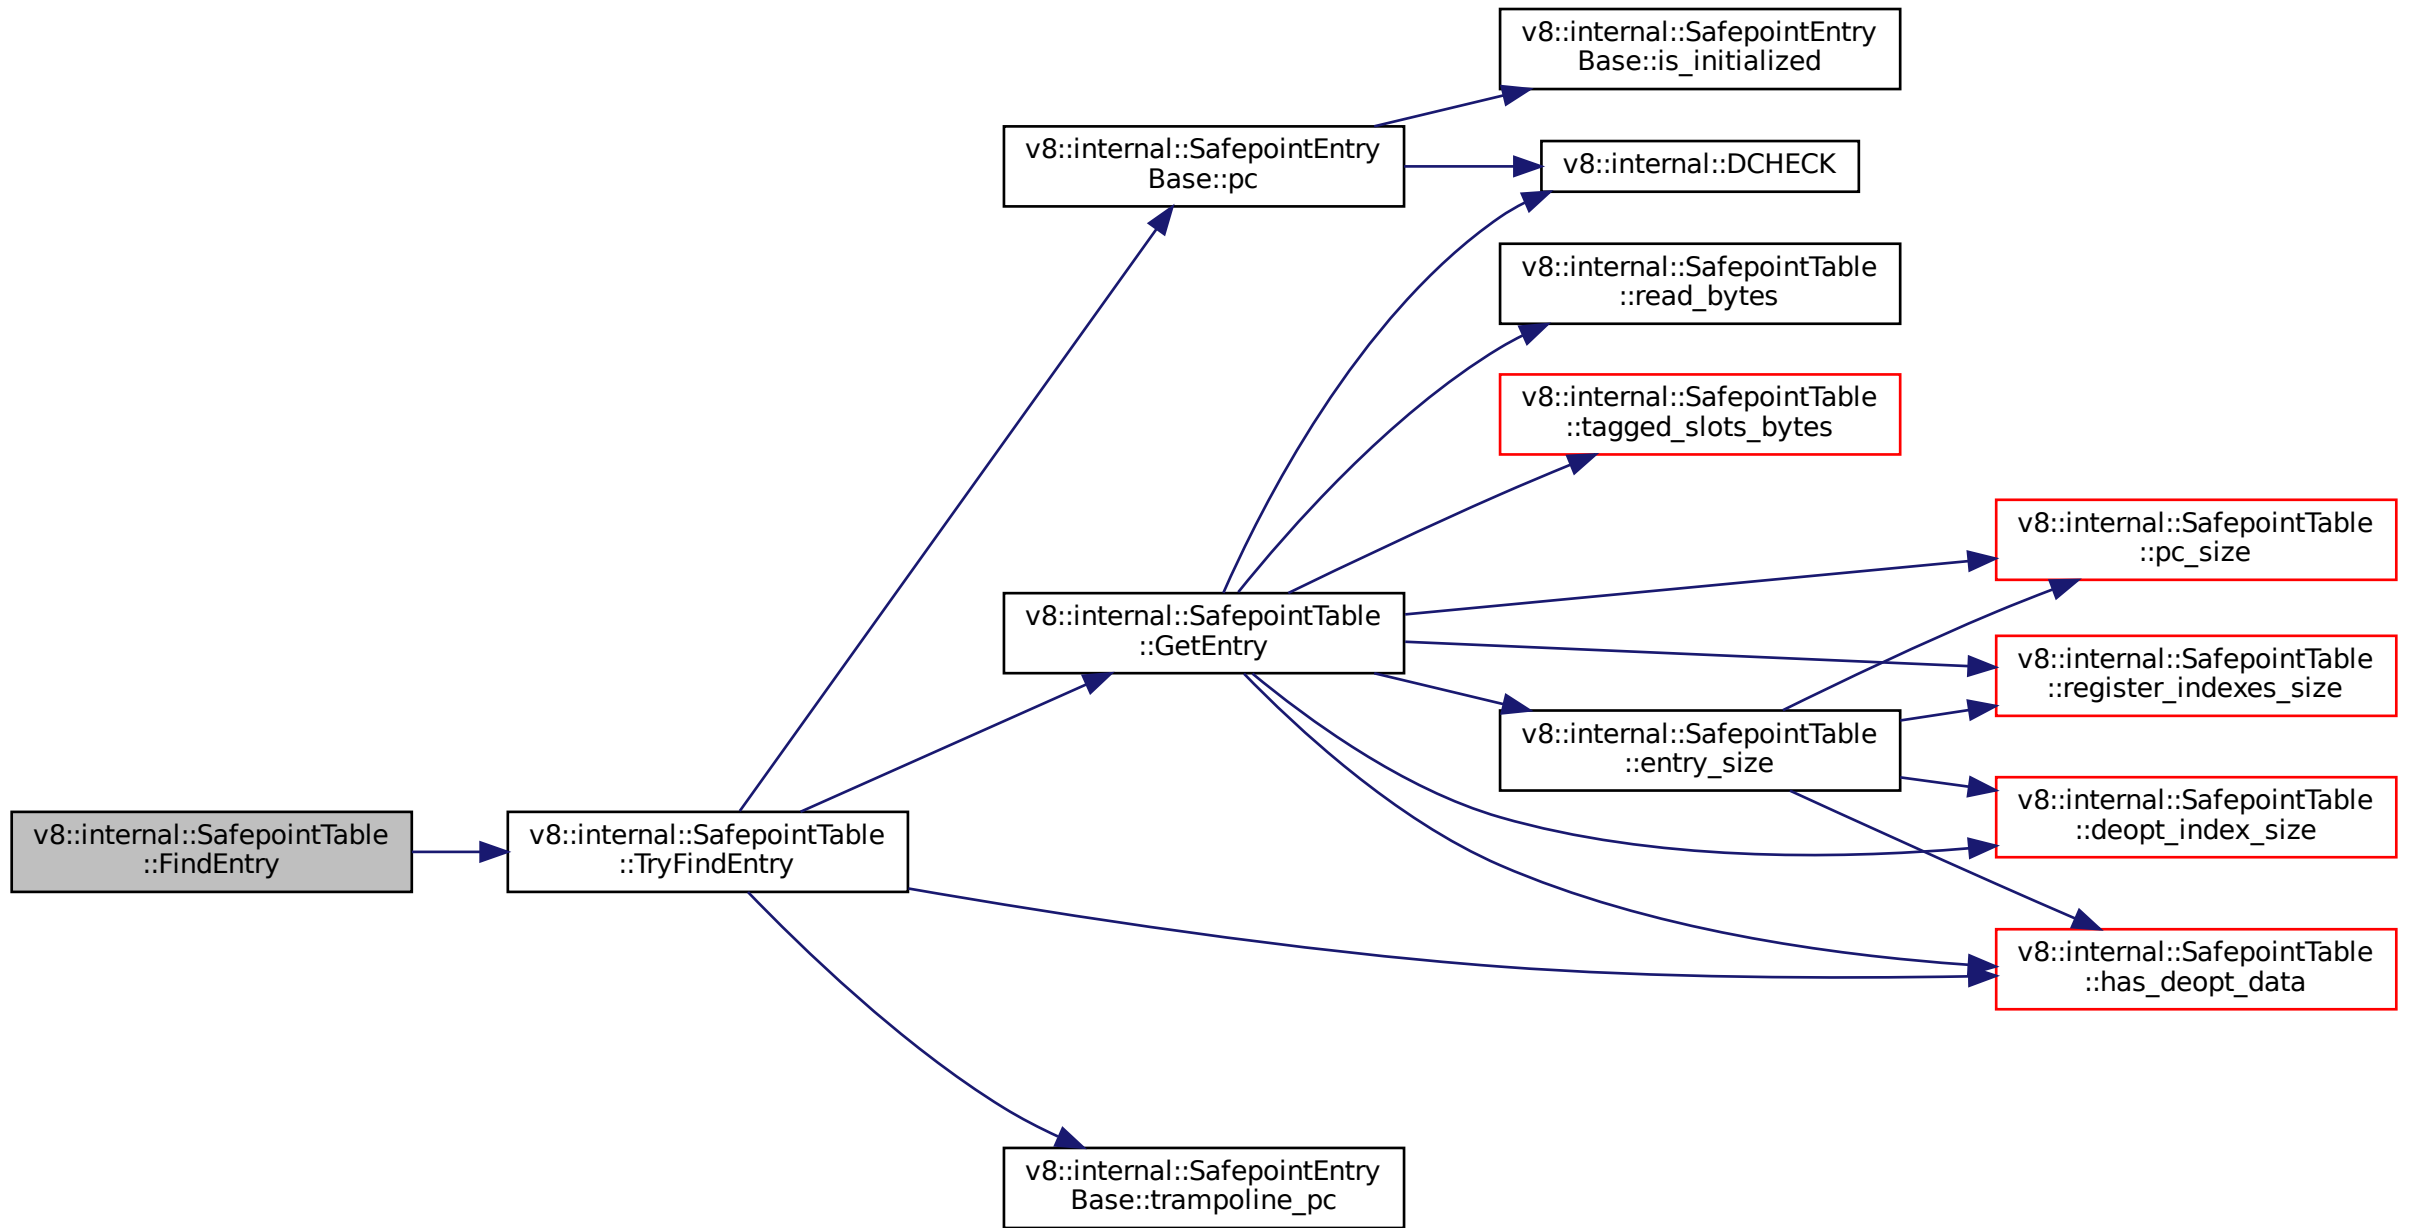 v8::internal::SafepointEntry
Base::is_initialized
v8::internal::SafepointEntry
Base::pc
v8::internal::DCHECK
v8::internal::SafepointTable
::read_bytes
v8::internal::SafepointTable
::tagged_slots_bytes
v8::internal::SafepointTable
::pc_size
v8::internal::SafepointTable
::GetEntry
v8::internal::SafepointTable
::register_indexes_size
v8::internal::SafepointTable
::entry_size
v8::internal::SafepointTable
::deopt_index_size
v8::internal::SafepointTable
::FindEntry
v8::internal::SafepointTable
::TryFindEntry
v8::internal::SafepointTable
::has_deopt_data
v8::internal::SafepointEntry
Base::trampoline_pc